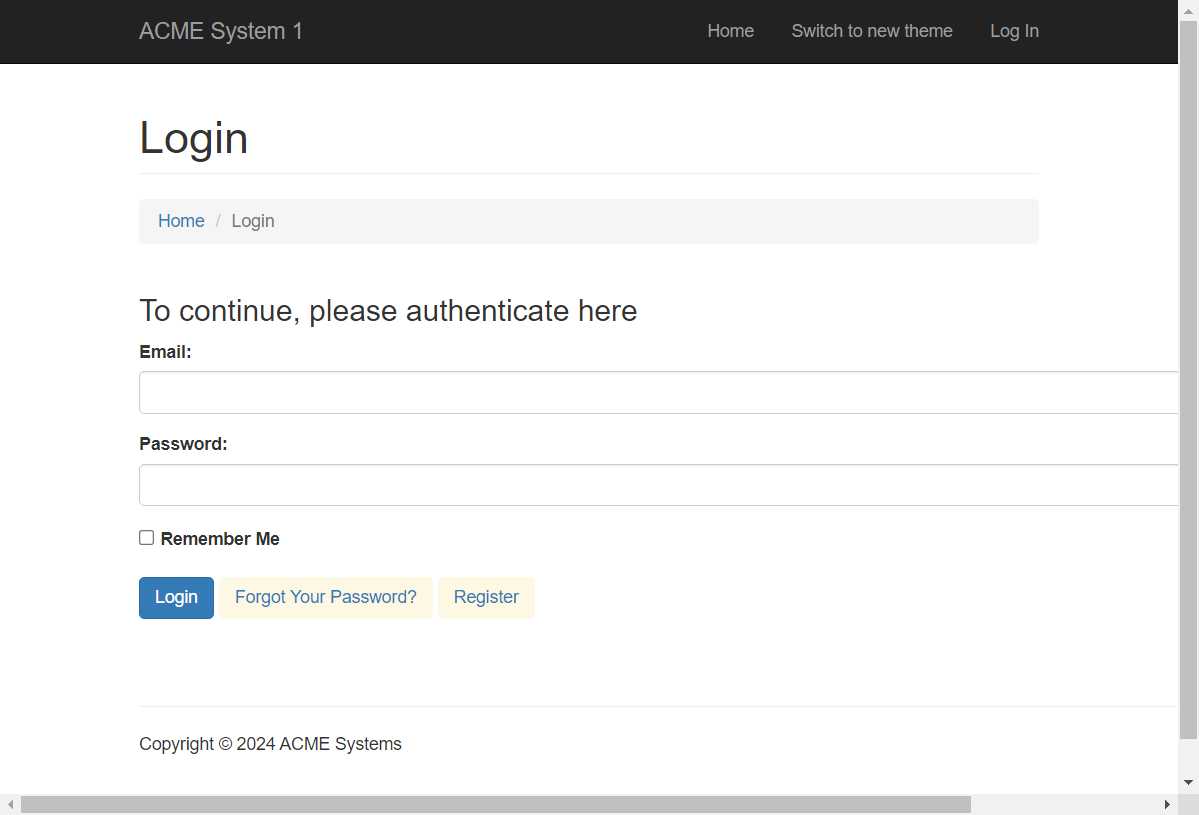 ACME System 1 Home Switch to new theme Log In
Login
Home / Login
To continue, please authenticate here
Email:
Password:
Remember Me
Login Forgot Your Password? Register
Copyright © 2024 ACME Systems